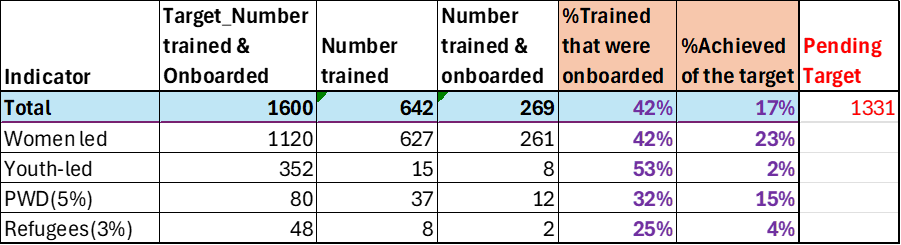 Indicator	Target_Number trained & Onboarded	Number trained	Number trained & onboarded	%Trained that were onboarded	%Achieved of the target	Pending Target
Total	1600	642	269	42%	17%	1331
Women led	1120	627	261	42%	23%
Youth-led	352	15	8	53%	2%
PWD(5%)	80	37	12	32%	15%
Refugees(3%)	48	8	2	25%	4%